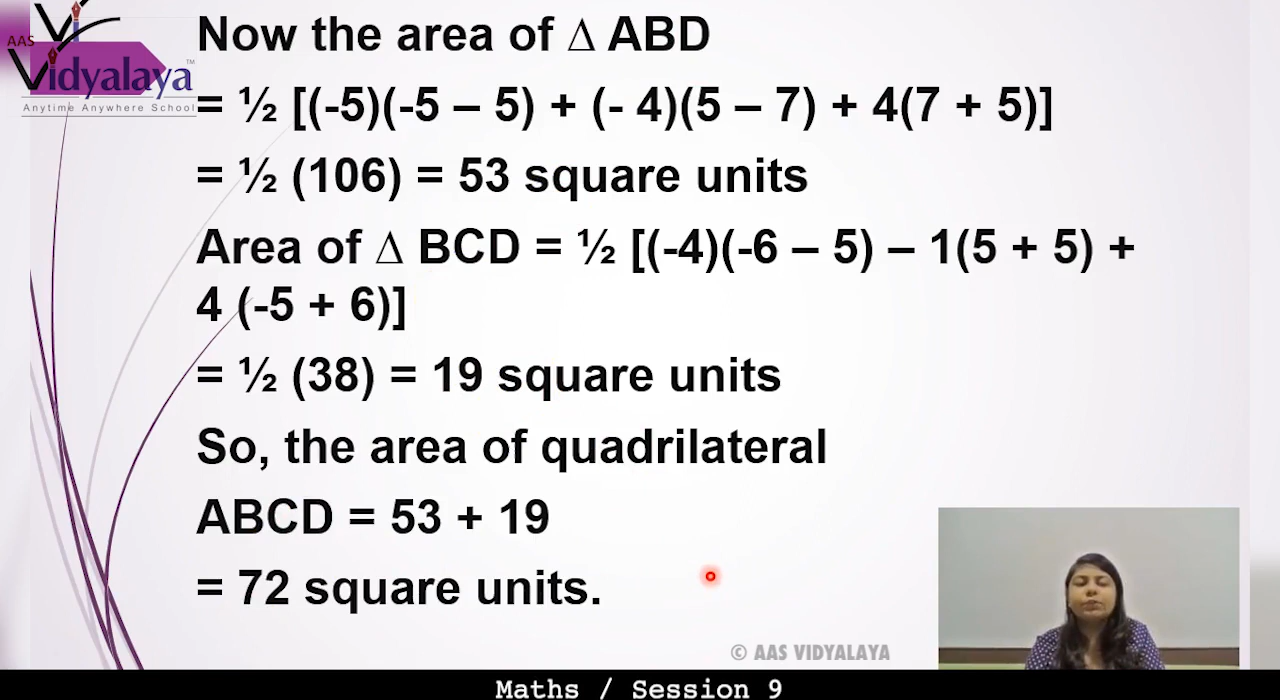 Now the area of ∆ ABD
AAS
Vidyalaya™
Anytime Anywhere School
= ½ [(-5)(-5 – 5) + (- 4)(5 – 7) + 4(7 + 5)]
= ½ (106) = 53 square units
Area of ∆ BCD = ½ [(-4)(-6 – 5) – 1(5 + 5) +
4 (-5 + 6)]
= ½ (38) = 19 square units
So, the area of quadrilateral
ABCD = 53 + 19
= 72 square units.
© AAS VIDYALAYA
Maths / Session 9